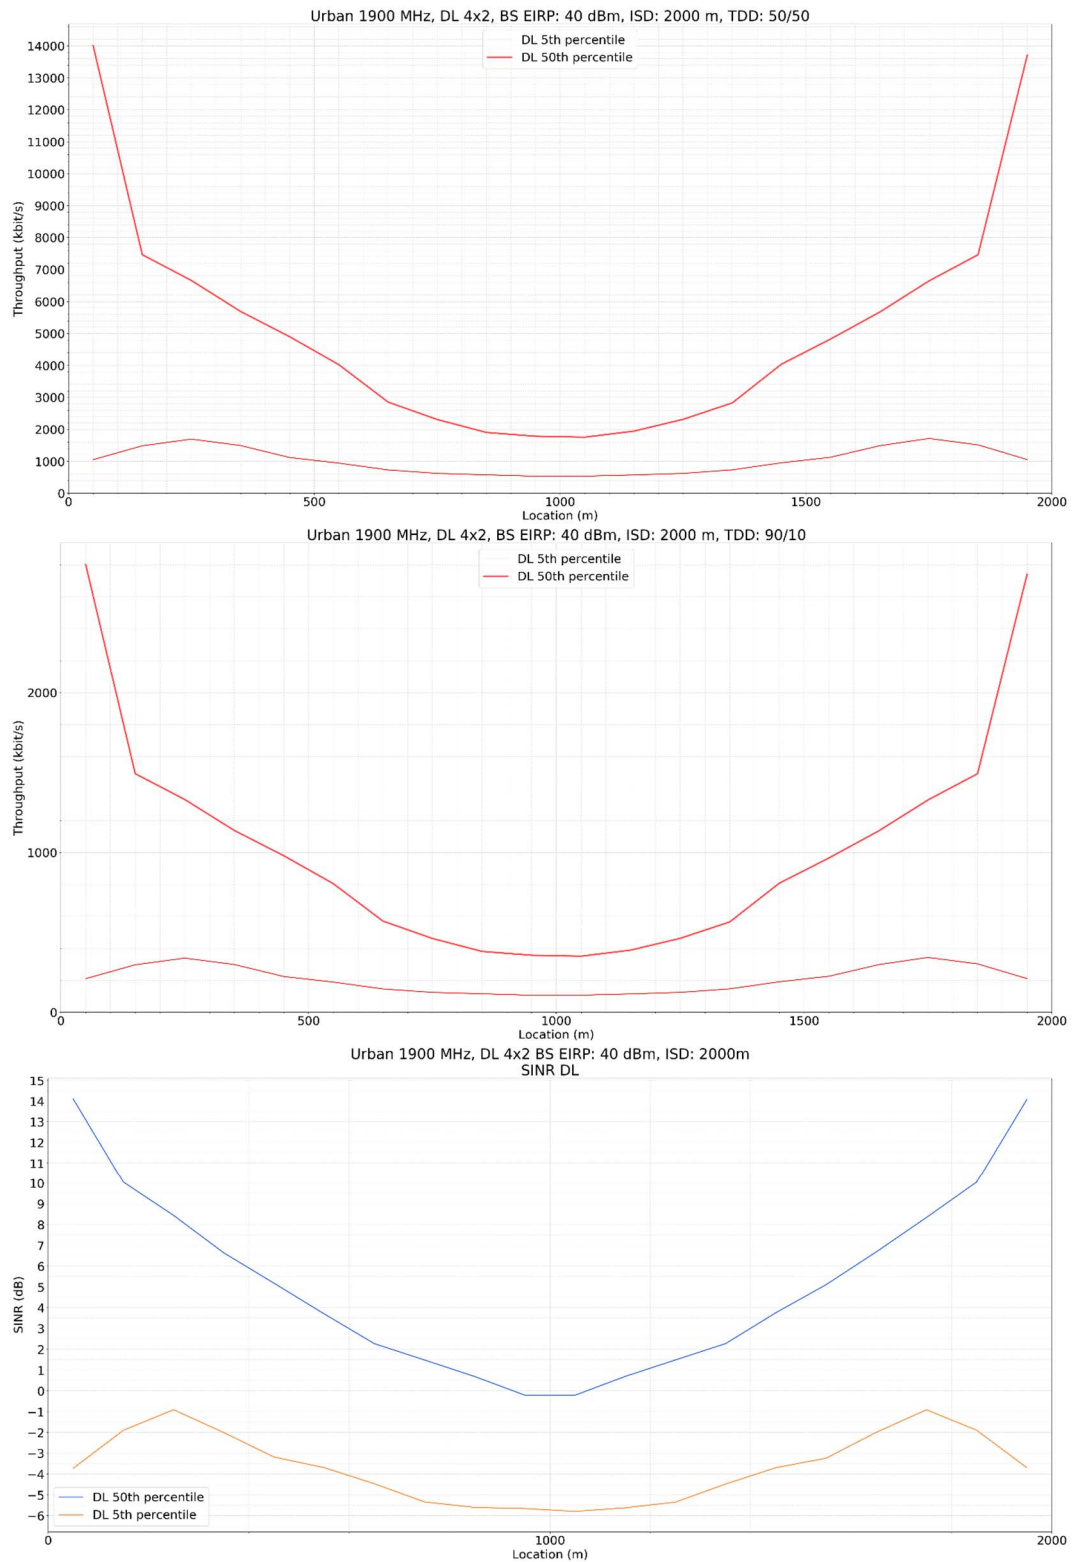 Urban 1900 MHz, DL 4x2, BS EIRP: 40 dBm, ISD: 2000 m, TDD: 50/50
DL 5th percentile
DL 50th percentile
14000
13000
12000
11000
10000
9000
8000
7000
6000
5000
4000
3000
2000
1000
0
Throughput (kbit/s)
0 500 1000 1500 2000
Location (m)
Urban 1900 MHz, DL 4x2, BS EIRP: 40 dBm, ISD: 2000 m, TDD: 90/10
DL 5th percentile
DL 50th percentile
2000
1000
0
Throughput (kbit/s)
0 500 1000 1500 2000
Location (m)
Urban 1900 MHz, DL 4x2 BS EIRP: 40 dBm, ISD: 2000m
SINR DL
15
14
13
12
11
10
9
8
7
6
5
4
3
2
1
0
−1
−2
−3
−4
−5
−6
SINR (dB)
DL 50th percentile
DL 5th percentile
0 1000 2000
Location (m)